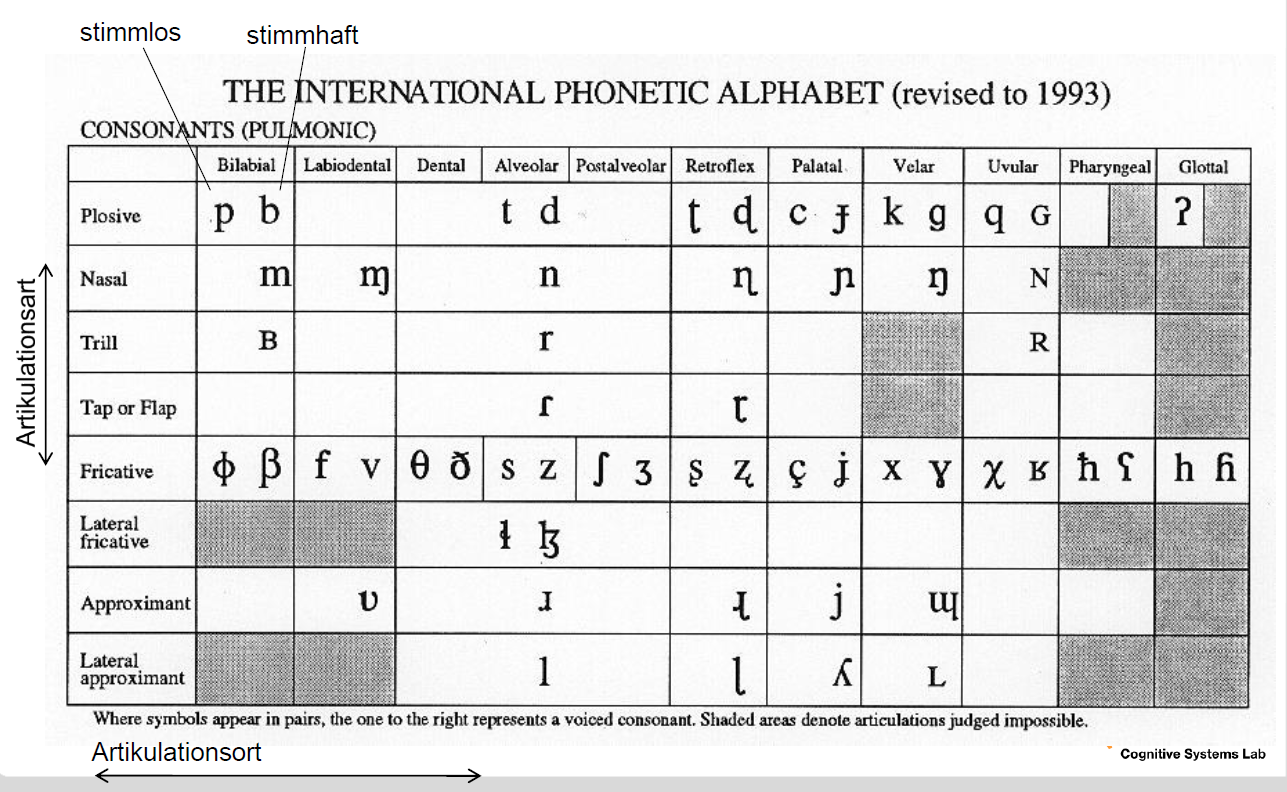 stimmlos stimmhaft
THE INTERNATIONAL PHONETIC ALPHABET (revised to 1993)
CONSONANTS (PULMONIC)
Bilabial Labiodental Dental Alveolar Postalveolar Retroflex Palatal Velar Uvular Pharyngeal Glottal
Plosive p b t d ʈ ɖ c ɟ k g q ɢ ʔ
Nasal m ɱ n ɳ ɲ ŋ ɴ
Trill ʙ r ʀ
Tap or Flap ɾ ɽ
Fricative ɸ β f v θ ð s z ʃ ʒ ʂ ʐ ç ʝ x ɣ χ ʁ ħ ʕ h ɦ
Lateral
fricative ɬ ɮ
Approximant ʋ ɹ ɻ j ɰ
Lateral
approximant l ɭ ʎ ʟ
Where symbols appear in pairs, the one to the right represents a voiced consonant. Shaded areas denote articulations judged impossible.
Artikulationsart
Artikulationsort
Cognitive Systems Lab